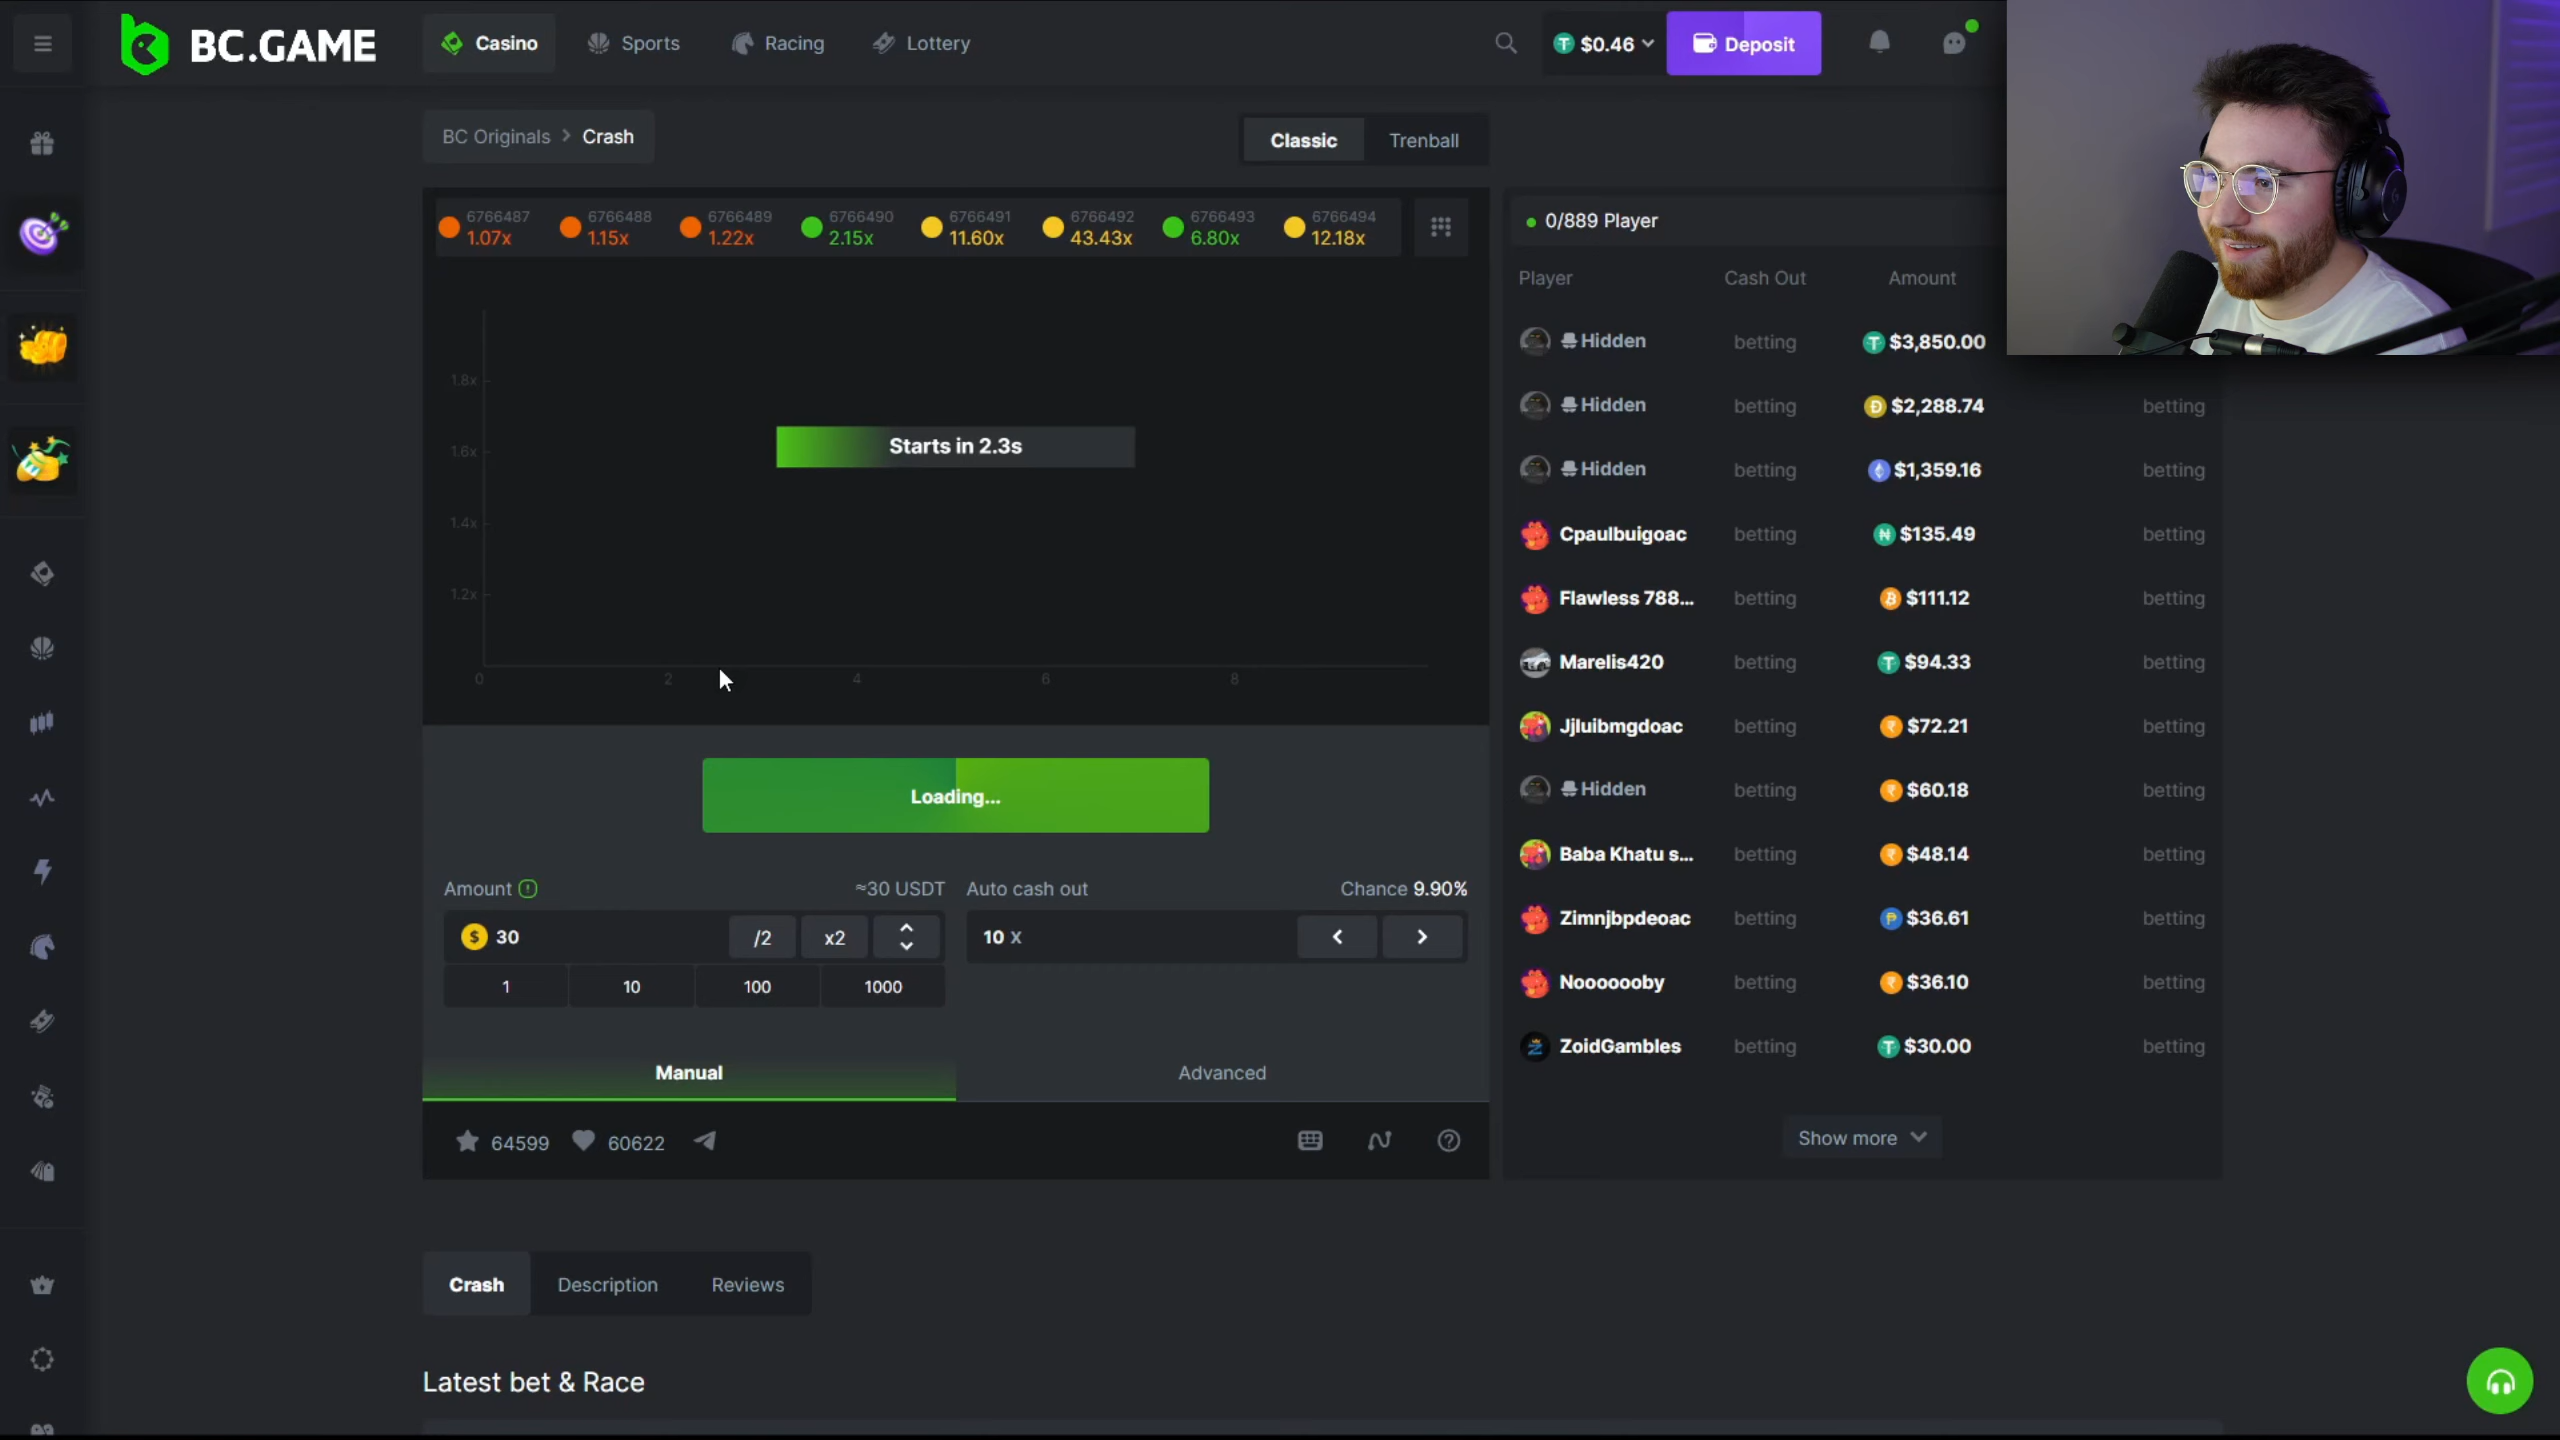 BC.GAME
Casino
Sports
Racing
Lottery
$0.46
Deposit
BC Originals > Crash
Classic
Trenball
6766487
1.07x
6766488
1.15x
6766489
1.22x
6766490
2.15x
6766491
11.60x
6766492
43.43x
6766493
6.80x
6766494
12.18x
1.8x
1.6x
1.4x
1.2x
Starts in 2.3s
0 2 4 6 8
Loading...
Amount
≈30 USDT
Auto cash out
Chance 9.90%
30
/2
x2
10 x
1
10
100
1000
Manual
Advanced
64599
60622
0/889 Player
Player Cash Out Amount
Hidden betting $3,850.00
Hidden betting $2,288.74 betting
Hidden betting $1,359.16 betting
Cpaulbuigoac betting $135.49 betting
Flawless 788... betting $111.12 betting
Marelis420 betting $94.33 betting
Jjluibmgdoac betting $72.21 betting
Hidden betting $60.18 betting
Baba Khatu s... betting $48.14 betting
Zimnjbpdeoac betting $36.61 betting
Nooooooby betting $36.10 betting
ZoidGambles betting $30.00 betting
Show more
Crash
Description
Reviews
Latest bet & Race